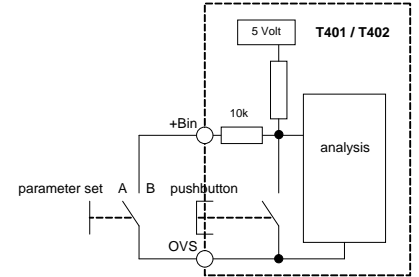 5 Volt
T401 / T402
10k
+Bin
analysis
parameter set A B pushbutton
OVS